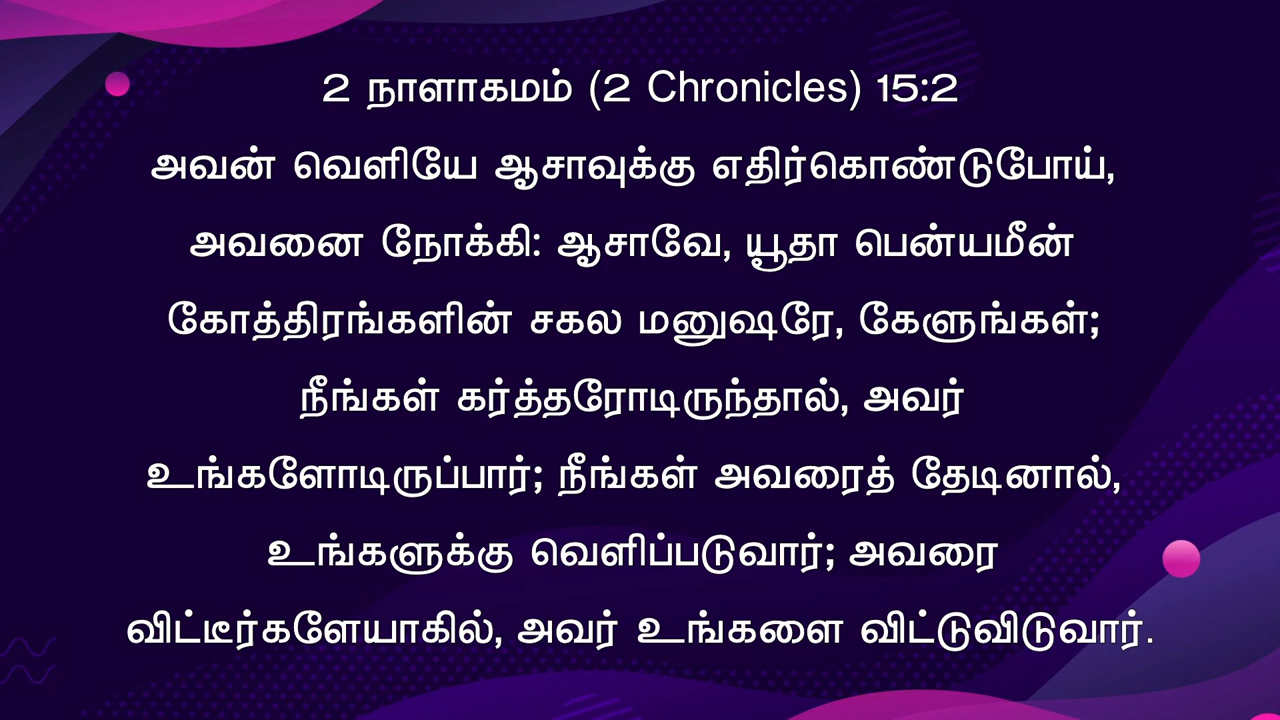 2 நாளாகமம் (2 Chronicles) 15:2
அவன் வெளியே ஆசாவுக்கு எதிர்கொண்டுபோய்,
அவனை நோக்கி: ஆசாவே, யூதா பென்யமீன்
கோத்திரங்களின் சகல மனுஷரே, கேளுங்கள்;
நீங்கள் கர்த்தரோடிருந்தால், அவர்
உங்களோடிருப்பார்; நீங்கள் அவரைத் தேடினால்,
உங்களுக்கு வெளிப்படுவார்; அவரை
விட்டீர்களேயாகில், அவர் உங்களை விட்டுவிடுவார்.